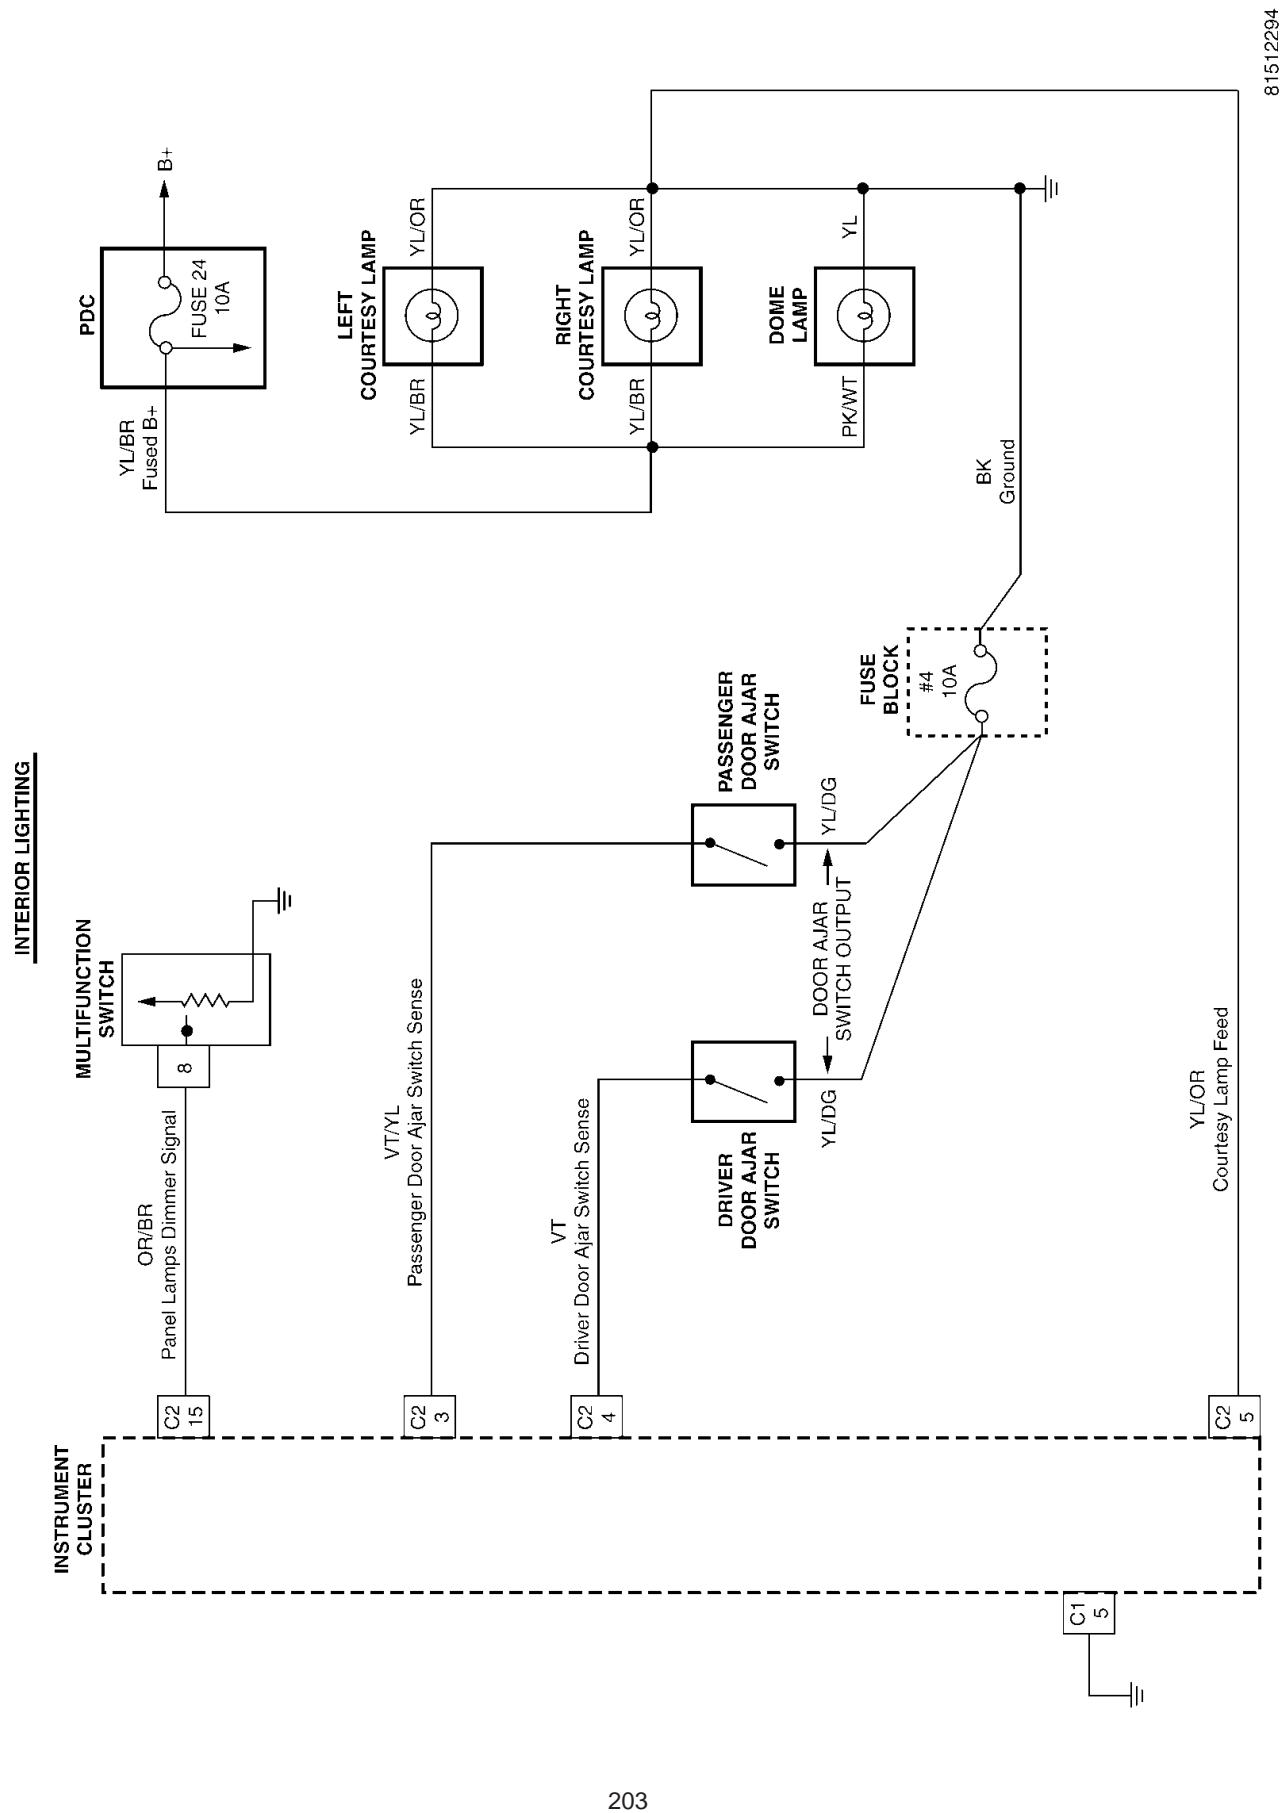 INTERIOR LIGHTING
INSTRUMENT
CLUSTER
C2
15
OR/BR
Panel Lamps Dimmer Signal
8
MULTIFUNCTION
SWITCH
YL/BR
Fused B+
PDC
FUSE 24
10A
B+
C2
3
VT/YL
Passenger Door Ajar Switch Sense
C2
4
VT
Driver Door Ajar Switch Sense
LEFT
COURTESY LAMP
YL/BR
YL/OR
RIGHT
COURTESY LAMP
YL/BR
YL/OR
DOME
LAMP
PK/WT
YL
DRIVER
DOOR AJAR
SWITCH
YL/DG
DOOR AJAR
SWITCH OUTPUT
PASSENGER
DOOR AJAR
SWITCH
YL/DG
FUSE
BLOCK
#4
10A
BK
Ground
C1
5
C2
5
YL/OR
Courtesy Lamp Feed
81512294
203